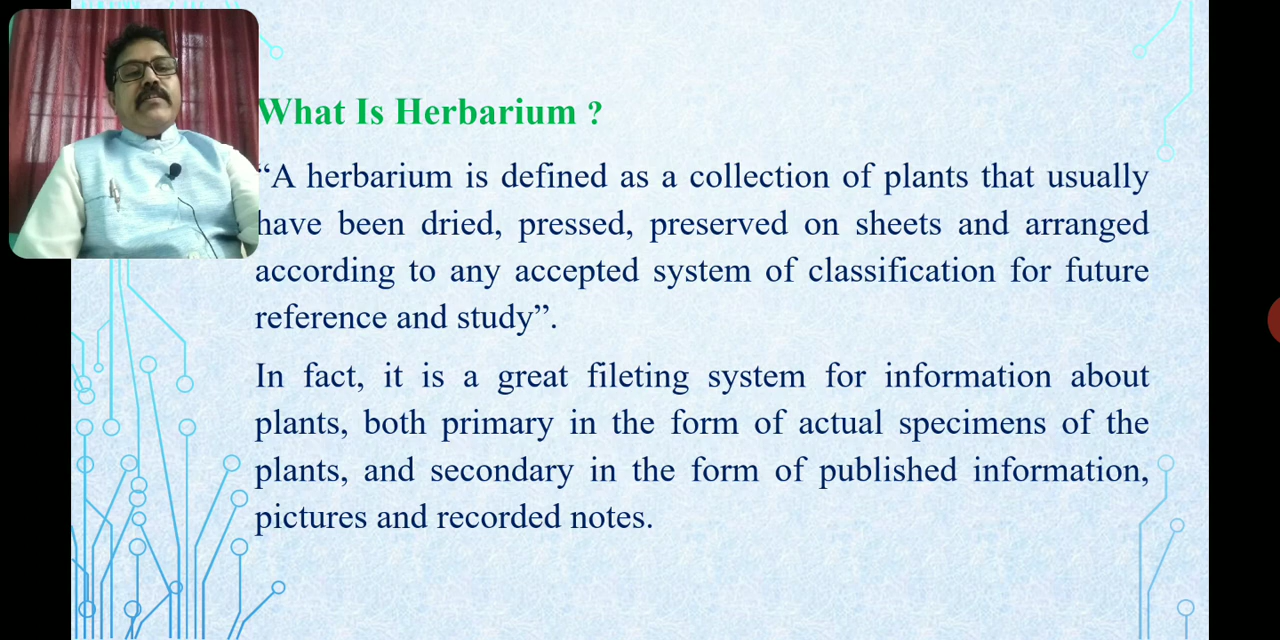 What Is Herbarium ?
“A herbarium is defined as a collection of plants that usually
have been dried, pressed, preserved on sheets and arranged
according to any accepted system of classification for future
reference and study”.
In fact, it is a great fileting system for information about
plants, both primary in the form of actual specimens of the
plants, and secondary in the form of published information,
pictures and recorded notes.